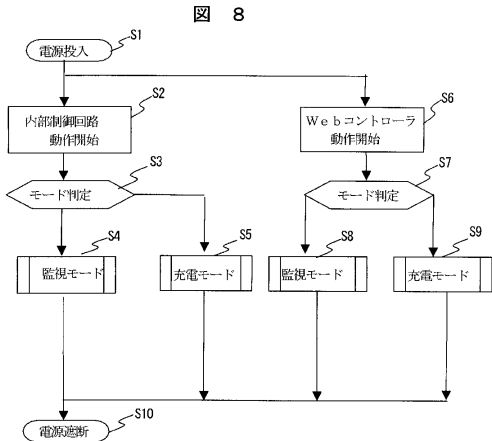 図 8
電源投入
S1
S2
内部制御回路
動作開始
S6
Webコントローラ
動作開始
S3
モード判定
S7
モード判定
S4
監視モード
S5
充電モード
S8
監視モード
S9
充電モード
S10
電源遮断